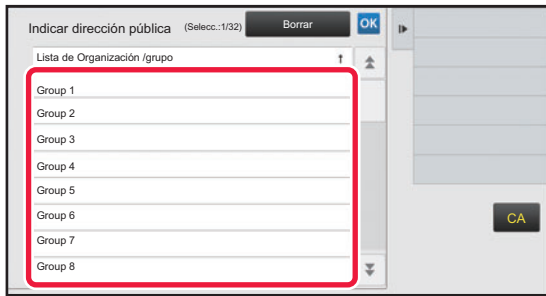 Indicar dirección pública (Selecc.:1/32) Borrar OK
Lista de Organización /grupo
Group 1
Group 2
Group 3
Group 4
Group 5
Group 6
CA
Group 7
Group 8